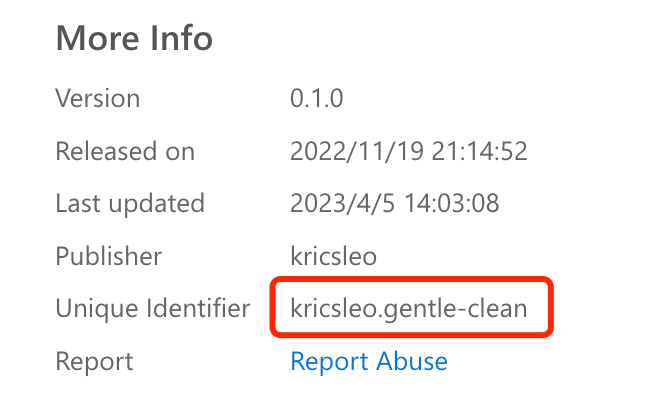 More Info
Version 0.1.0
Released on 2022/11/19 21:14:52
Last updated 2023/4/5 14:03:08
Publisher kricsleo
Unique Identifier kricsleo.gentle-clean
Report Report Abuse